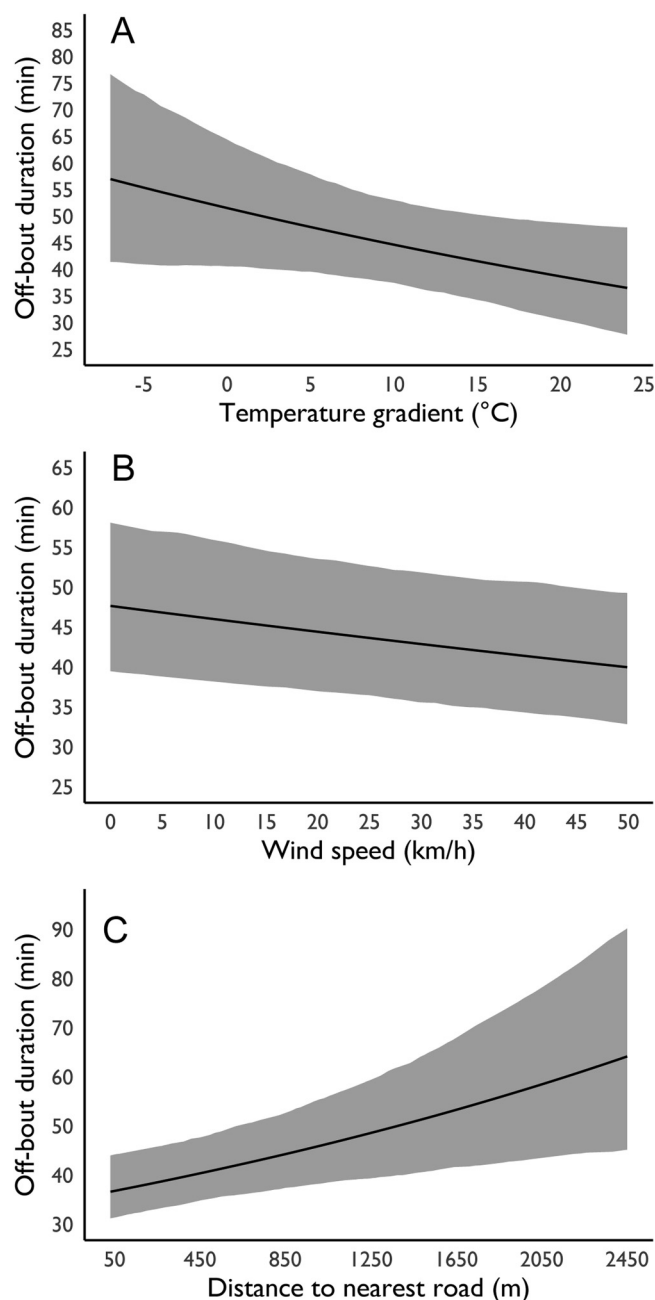 A
Off-bout duration (min)
85
80
75
70
65
60
55
50
45
40
35
30
25
-5 0 5 10 15 20 25
Temperature gradient (°C)
B
Off-bout duration (min)
65
60
55
50
45
40
35
30
25
0 5 10 15 20 25 30 35 40 45 50
Wind speed (km/h)
C
Off-bout duration (min)
90
80
70
60
50
40
30
50 450 850 1250 1650 2050 2450
Distance to nearest road (m)